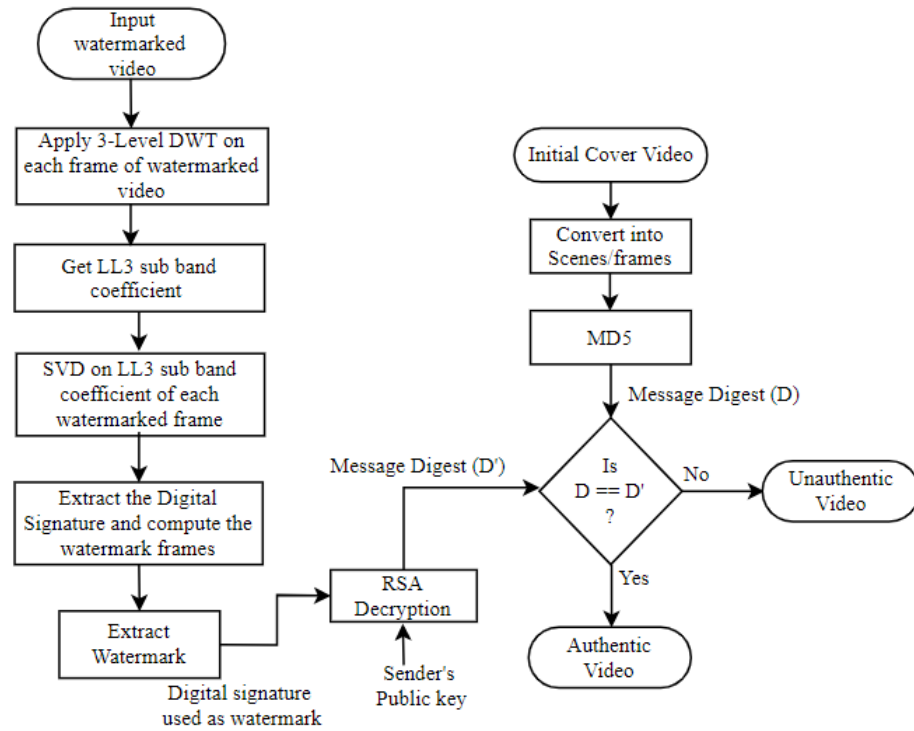 Input
watermarked
video
Apply 3-Level DWT on
each frame of watermarked
video
Get LL3 sub band
coefficient
SVD on LL3 sub band
coefficient of each
watermarked frame
Extract the Digital
Signature and compute the
watermark frames
Extract
Watermark
Digital signature
used as watermark
RSA
Decryption
Sender's
Public key
Message Digest (D')
Initial Cover Video
Convert into
Scenes/frames
MD5
Message Digest (D)
Is
D == D'
?
No
Unauthentic
Video
Yes
Authentic
Video